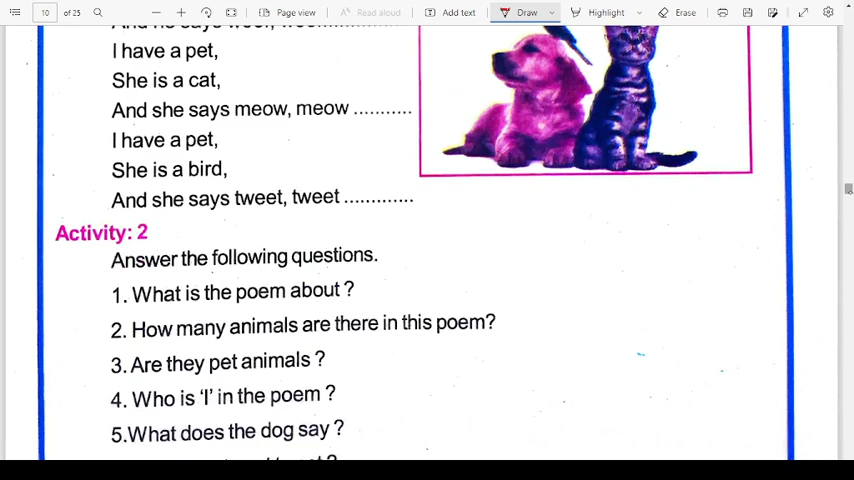 10 of 25 Page view Read aloud Add text Draw Highlight Erase
I have a pet,
She is a cat,
And she says meow, meow ...........
I have a pet,
She is a bird,
And she says tweet, tweet .............
Activity: 2
Answer the following questions.
1. What is the poem about ?
2. How many animals are there in this poem?
3. Are they pet animals ?
4. Who is 'I' in the poem ?
5.What does the dog say ?